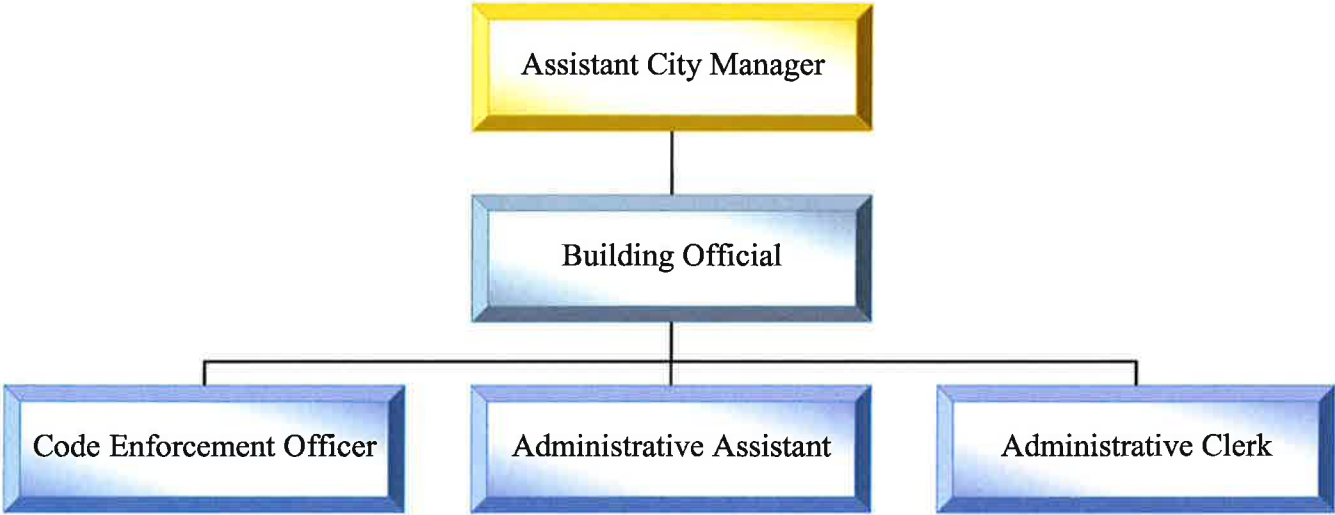 Assistant City Manager
Building Official
Code Enforcement Officer
Administrative Assistant
Administrative Clerk